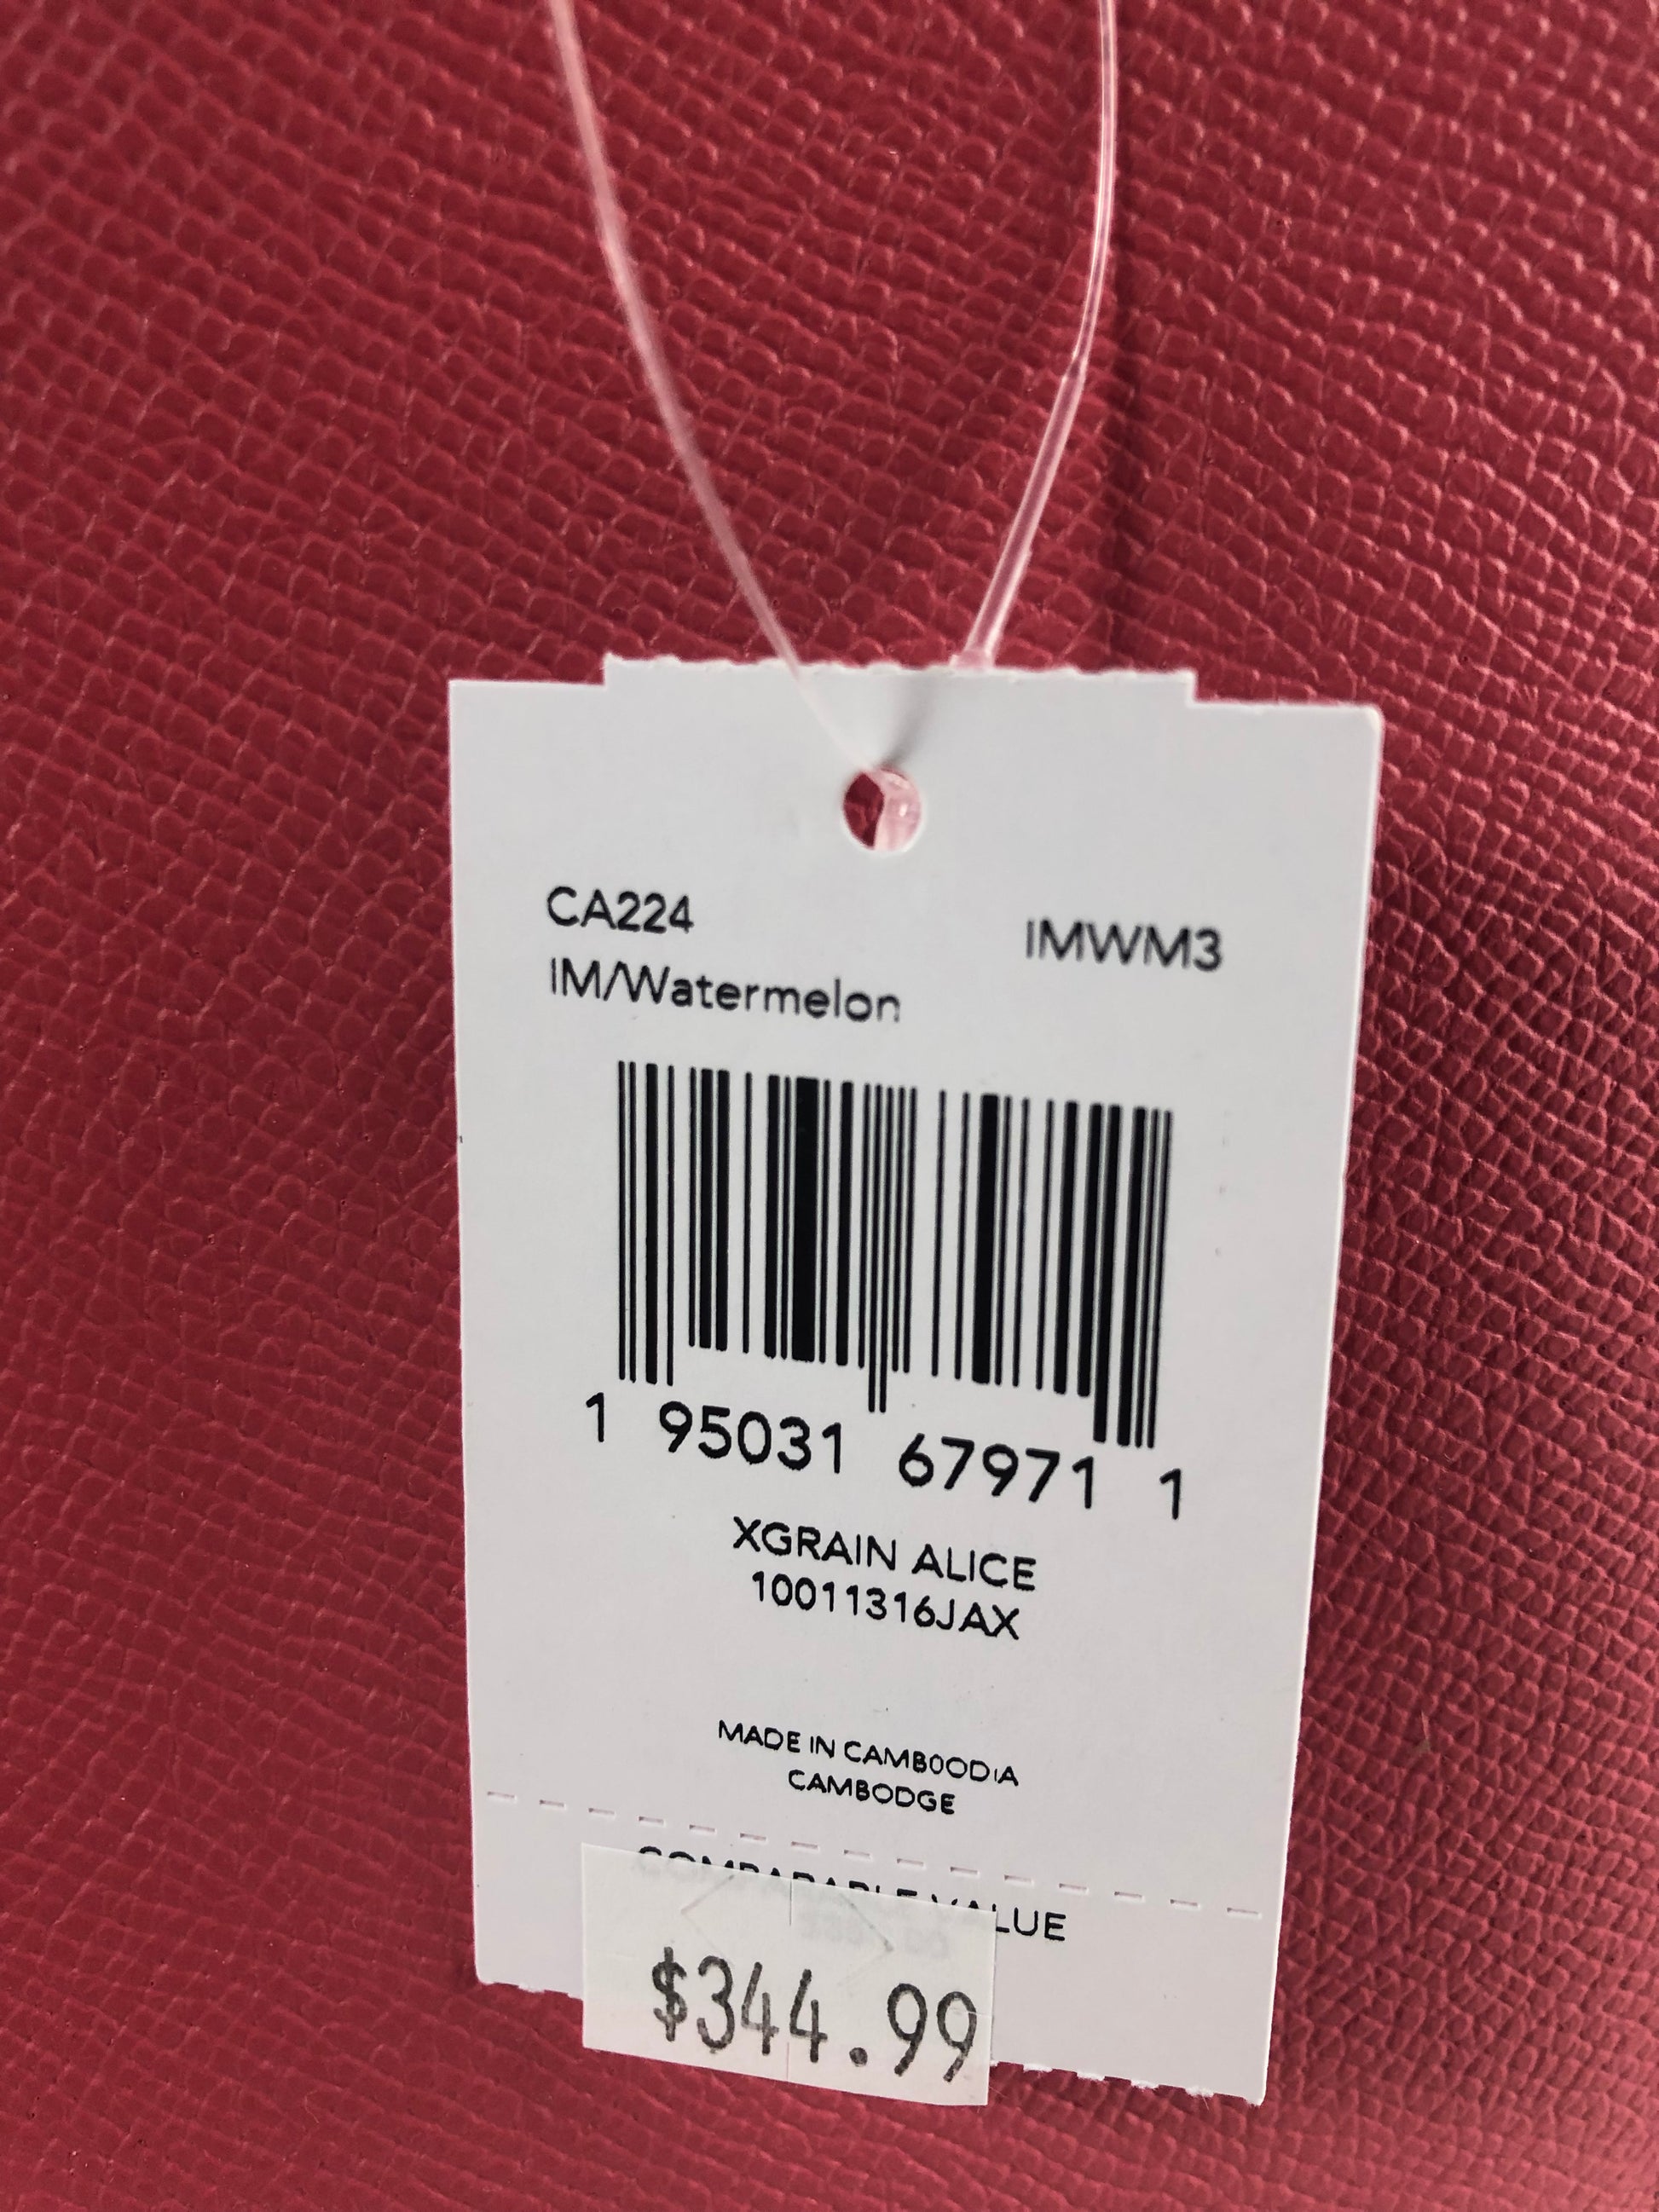 CA224 IMWM3
IM/Watermelon
1 95031 67971 1
XGRAIN ALICE
10011316JAX
MADE IN CAMBOODIA
CAMBODGE
COMPARABLE VALUE
$344.99